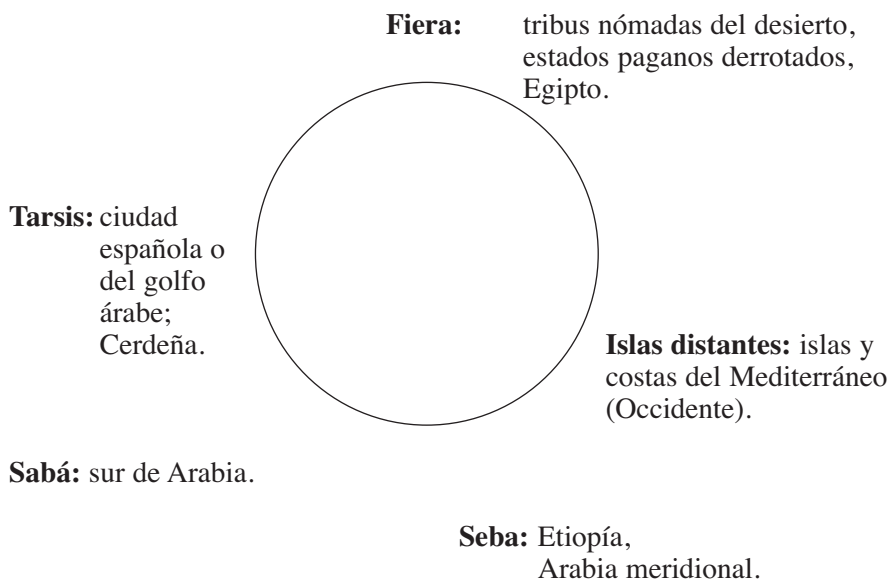 Fiera: tribus nómadas del desierto,
estados paganos derrotados,
Egipto.
Tarsis: ciudad
española o
del golfo
árabe;
Cerdeña.
Islas distantes: islas y
costas del Mediterráneo
(Occidente).
Sabá: sur de Arabia.
Seba: Etiopía,
Arabia meridional.